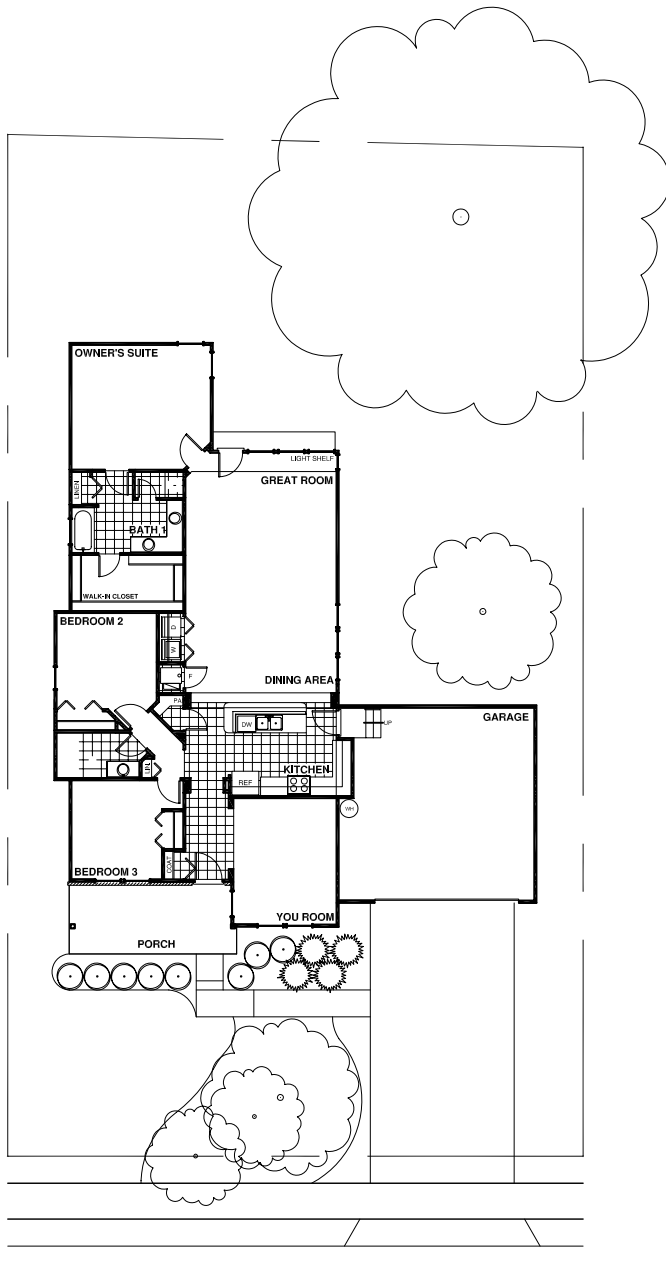 OWNER'S SUITE
LIGHT SHELF
GREAT ROOM
LINEN
BATH 1
WALK-IN CLOSET
BEDROOM 2
D
W
F
DINING AREA
PA
UP
GARAGE
DW
KITCHEN
REF
WH
COAT
BEDROOM 3
YOU ROOM
PORCH